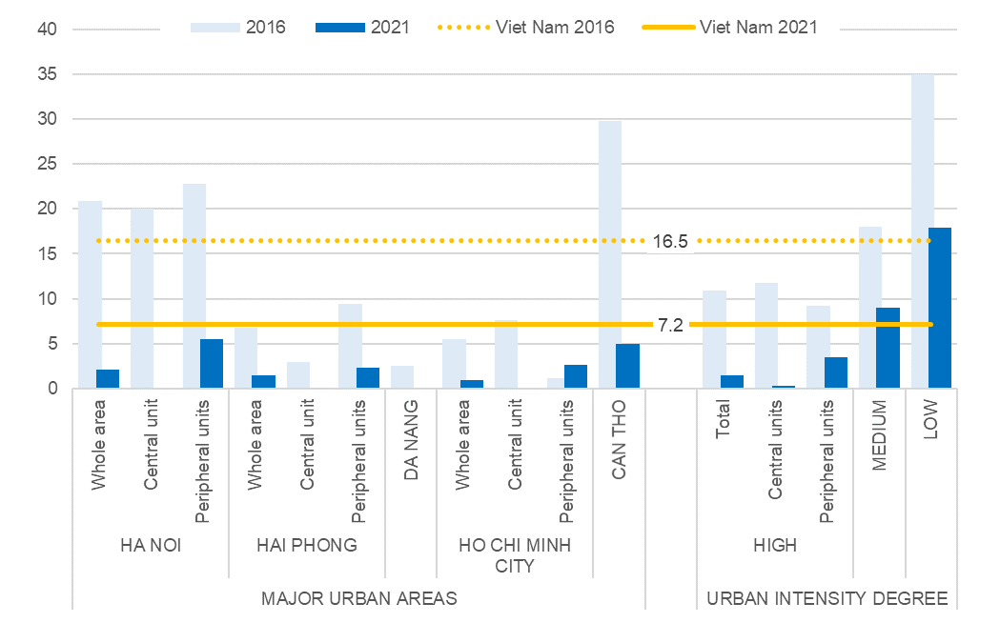 2016 2021 Viet Nam 2016 Viet Nam 2021
40
35
30
25
20
15
10
5
0
16.5
7.2
Whole area
Central unit
Peripheral units
Whole area
Central unit
Peripheral units
DA NANG
Whole area
Central unit
Peripheral units
CAN THO
Total
Central units
Peripheral units
MEDIUM
LOW
HA NOI
HAI PHONG
HO CHI MINH
CITY
HIGH
MAJOR URBAN AREAS
URBAN INTENSITY DEGREE